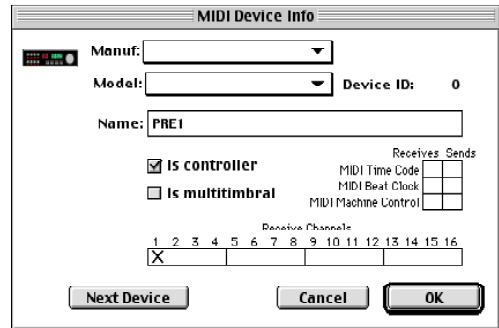 MIDI Device Info
Manuf:
Model:
Device ID: 0
Name: PRE1
Is controller
Is multitimbral
Receives Sends
MIDI Time Code
MIDI Beat Clock
MIDI Machine Control
Receive Channels
1 2 3 4 5 6 7 8 9 10 11 12 13 14 15 16
X
Next Device
Cancel
OK